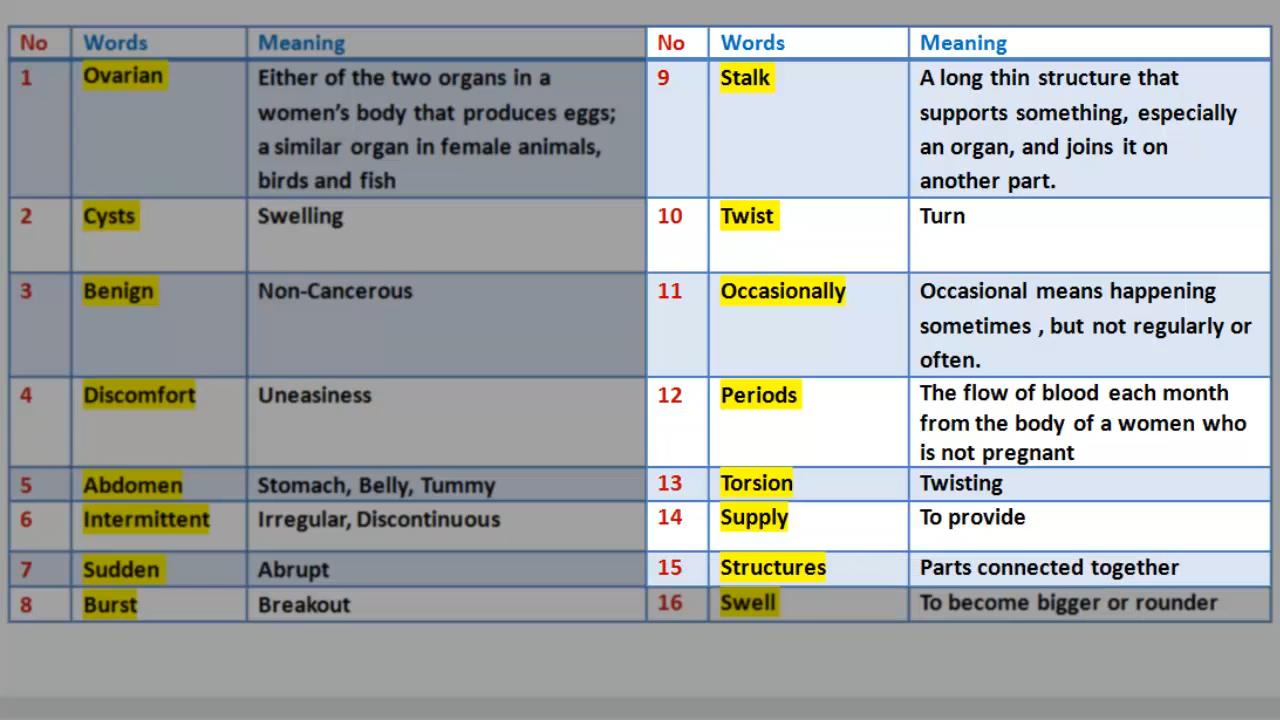 No Words Meaning
1 Ovarian Either of the two organs in a
women's body that produces eggs;
a similar organ in female animals,
birds and fish
2 Cysts Swelling
3 Benign Non-Cancerous
4 Discomfort Uneasiness
5 Abdomen Stomach, Belly, Tummy
6 Intermittent Irregular, Discontinuous
7 Sudden Abrupt
8 Burst Breakout
No Words Meaning
9 Stalk A long thin structure that
supports something, especially
an organ, and joins it on
another part.
10 Twist Turn
11 Occasionally Occasional means happening
sometimes , but not regularly or
often.
12 Periods The flow of blood each month
from the body of a women who
is not pregnant
13 Torsion Twisting
14 Supply To provide
15 Structures Parts connected together
16 Swell To become bigger or rounder